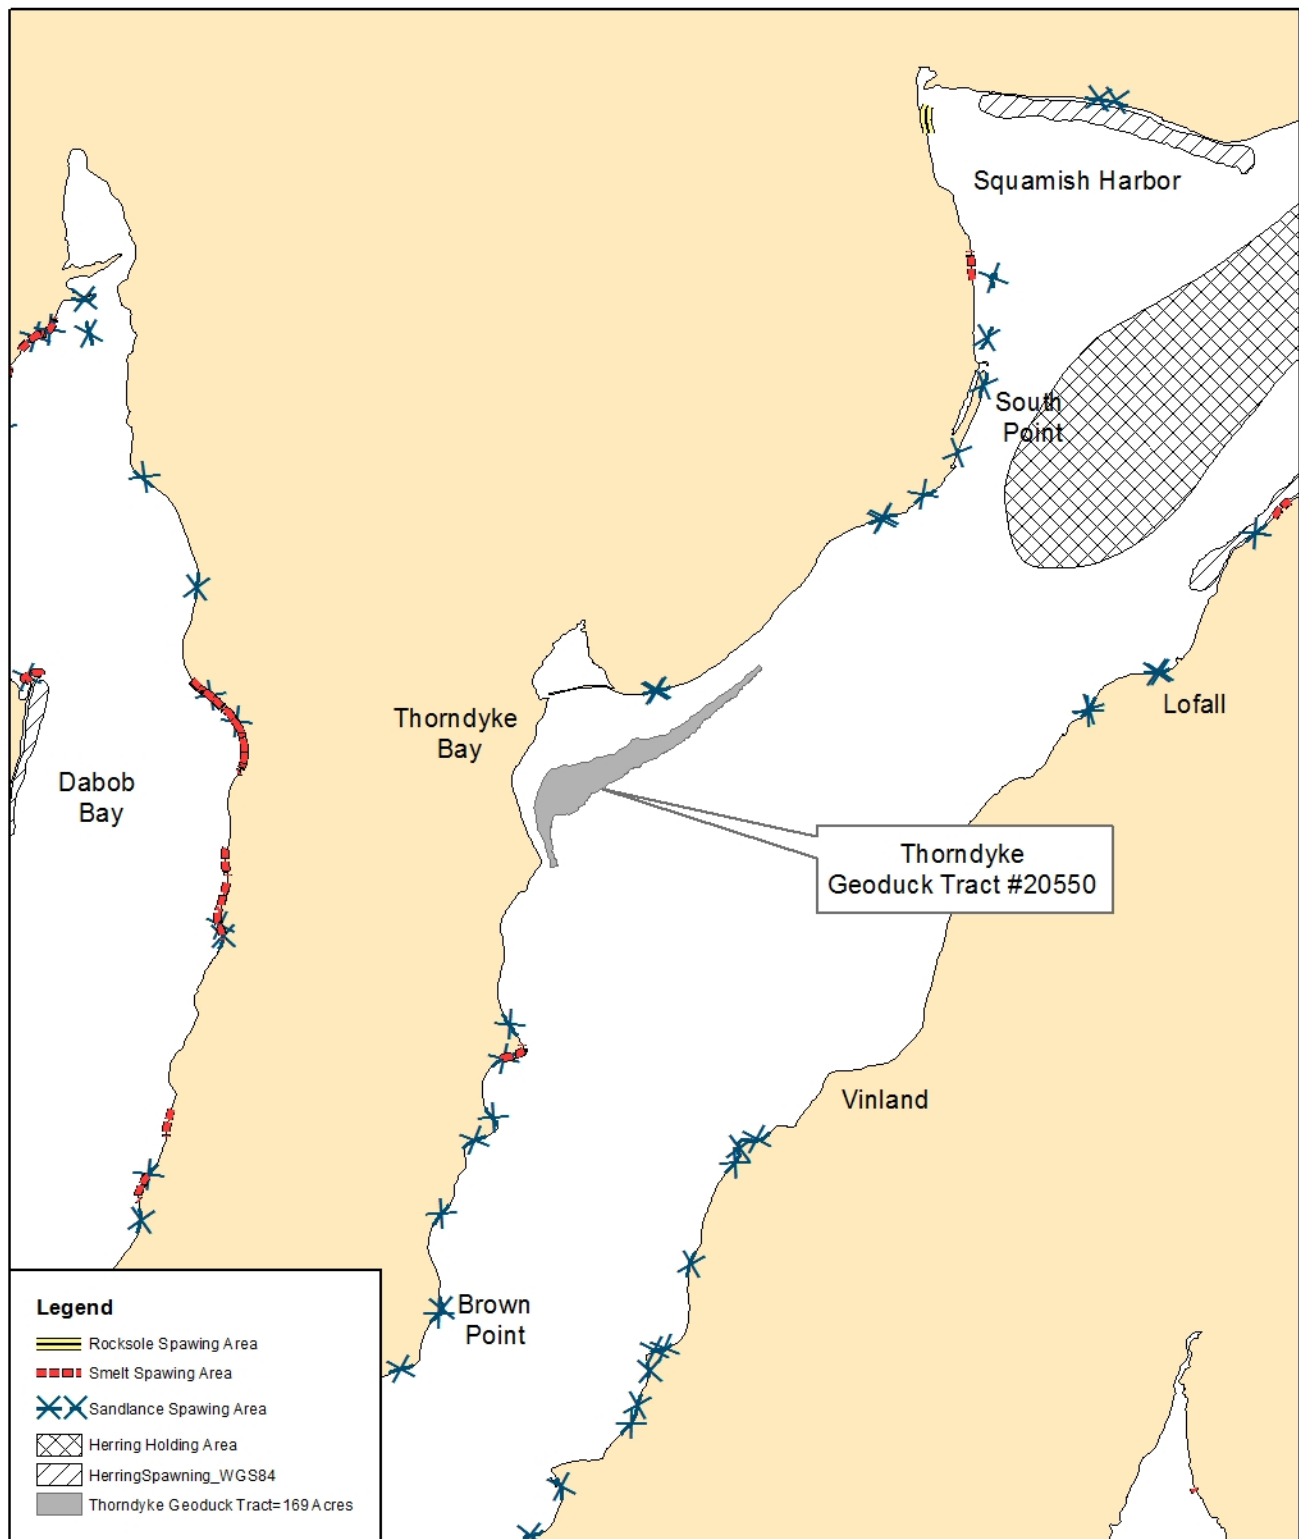 Squamish Harbor
South
Point
Thorndyke
Bay
Lofall
Dabob
Bay
Thorndyke
Geoduck Tract #20550
Vinland
Brown
Point
Legend
Rocksole Spawing Area
Smelt Spawing Area
Sandlance Spawing Area
Herring Holding Area
HerringSpawning_WGS84
Thorndyke Geoduck Tract=169 Acres